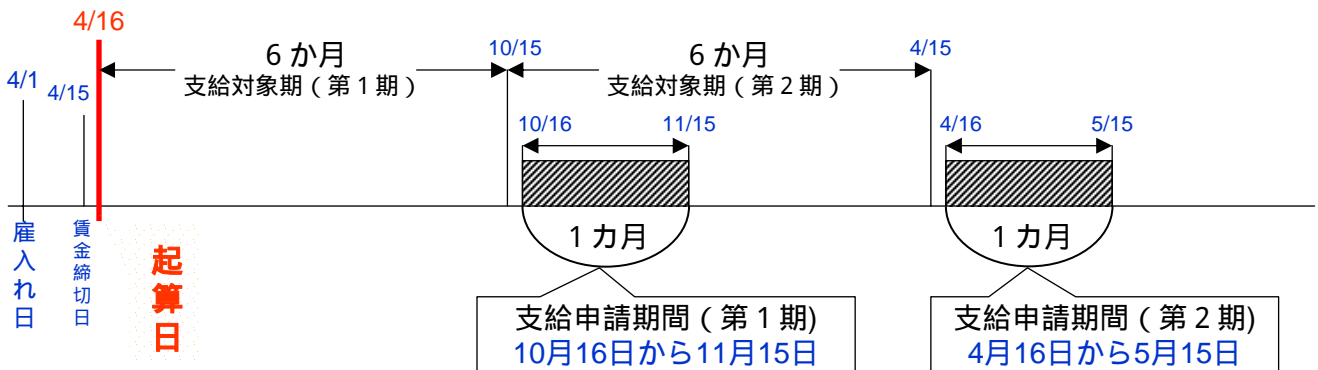 4/16
6か月
支給対象期(第1期)
10/15
6か月
支給対象期(第2期)
4/15
4/1
4/15
10/16
11/15
4/16
5/15
雇入れ日
賃金締切日
起算日
1カ月
1カ月
支給申請期間(第1期)
10月16日から11月15日
支給申請期間(第2期)
4月16日から5月15日